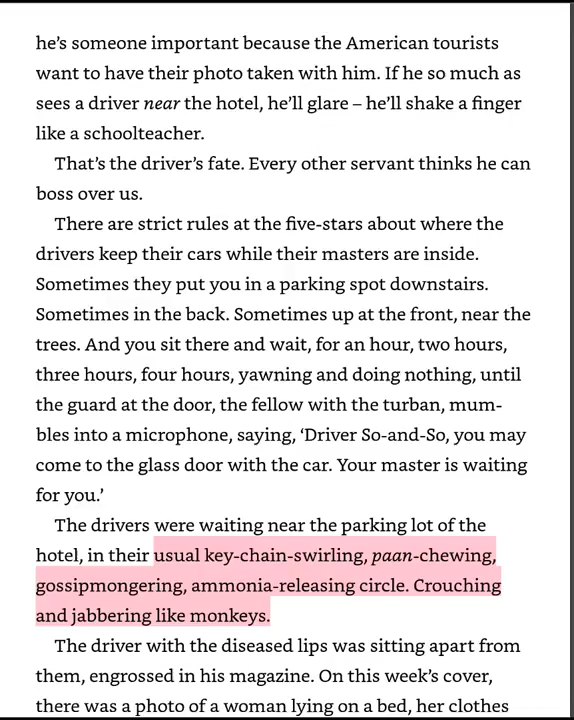 he’s someone important because the American tourists
want to have their photo taken with him. If he so much as
sees a driver near the hotel, he’ll glare – he’ll shake a finger
like a schoolteacher.
That’s the driver’s fate. Every other servant thinks he can
boss over us.
There are strict rules at the five-stars about where the
drivers keep their cars while their masters are inside.
Sometimes they put you in a parking spot downstairs.
Sometimes in the back. Sometimes up at the front, near the
trees. And you sit there and wait, for an hour, two hours,
three hours, four hours, yawning and doing nothing, until
the guard at the door, the fellow with the turban, mum-
bles into a microphone, saying, ‘Driver So-and-So, you may
come to the glass door with the car. Your master is waiting
for you.’
The drivers were waiting near the parking lot of the
hotel, in their usual key-chain-swirling, paan-chewing,
gossipmongering, ammonia-releasing circle. Crouching
and jabbering like monkeys.
The driver with the diseased lips was sitting apart from
them, engrossed in his magazine. On this week’s cover,
there was a photo of a woman lying on a bed, her clothes